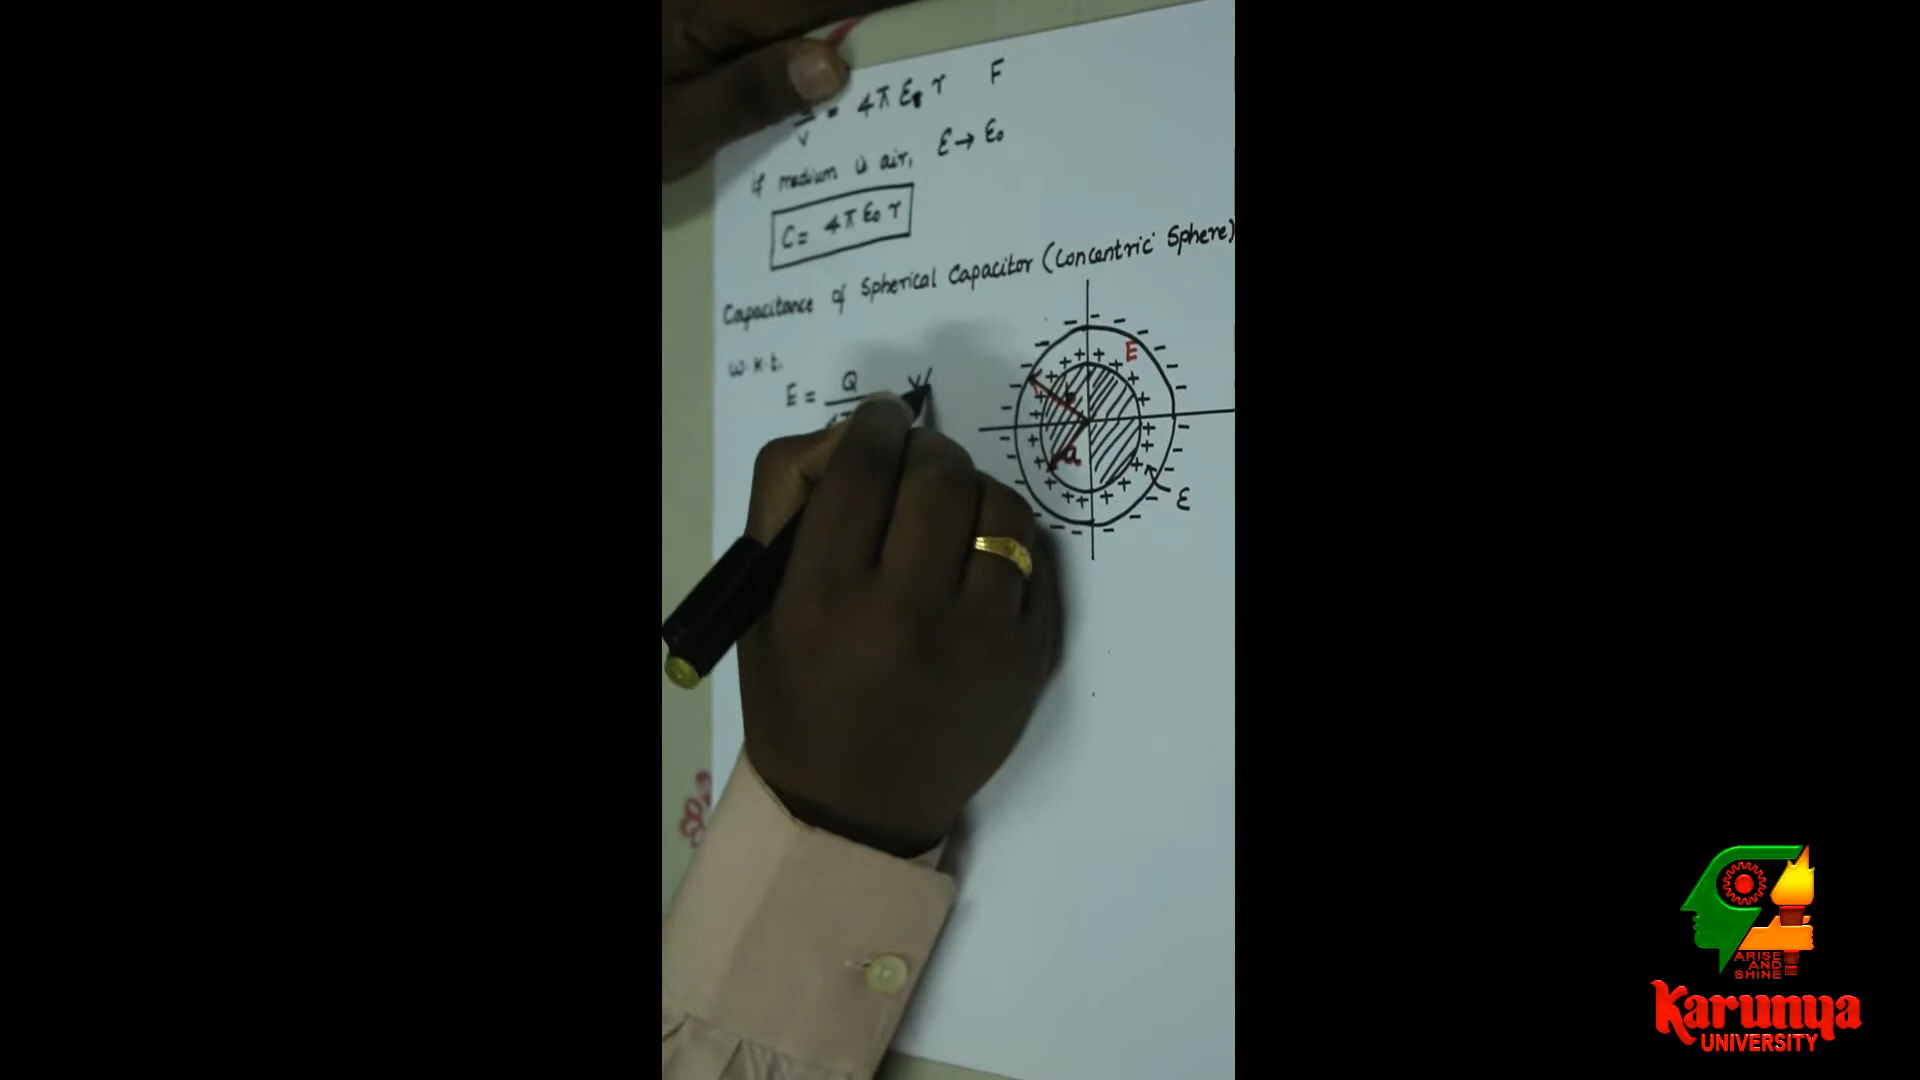 V = 4π ε r F
if medium is air, ε → ε₀
C = 4π ε₀ r
Capacitance of Spherical Capacitor (Concentric Sphere)
w.k.t.
E = Q V/
4π
E
b
a
ε
ARISE
AND
SHINE
Karunya
UNIVERSITY